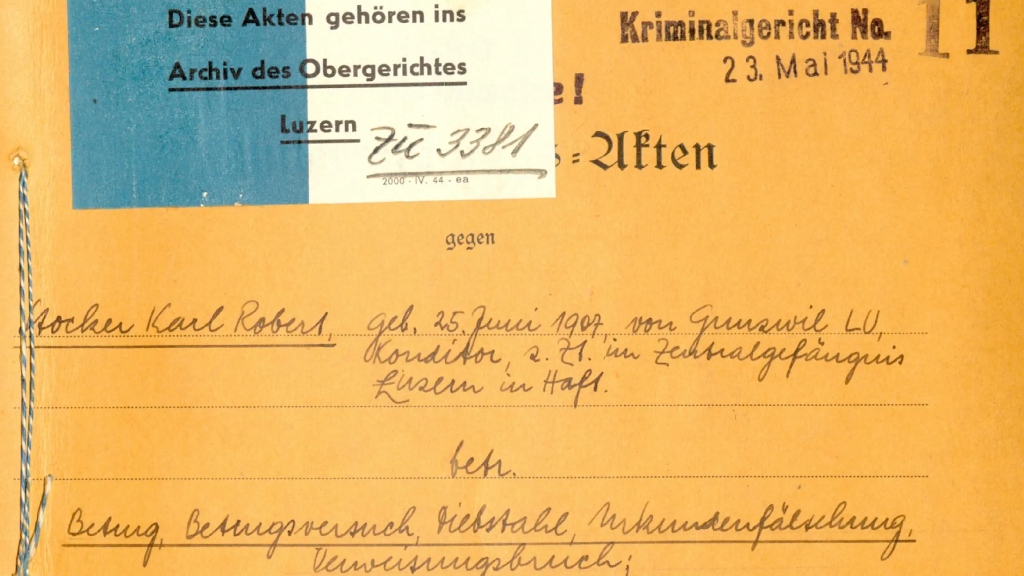 Diese Akten gehören ins
Archiv des Obergerichtes
Luzern
zu 3381
2000 - IV. 44 - ea
Kriminalgericht No. 11
23. Mai 1944
e!
s=Akten
gegen
Stocker Karl Robert, geb. 25. Juni 1907, von Gunzwil LU,
Konditor, z. Zt. im Zentralgefängnis
Luzern in Haft.
betr.
Betrug, Betrugsversuch, Diebstahl, Urkundenfälschung,
Verweisungsbruch;